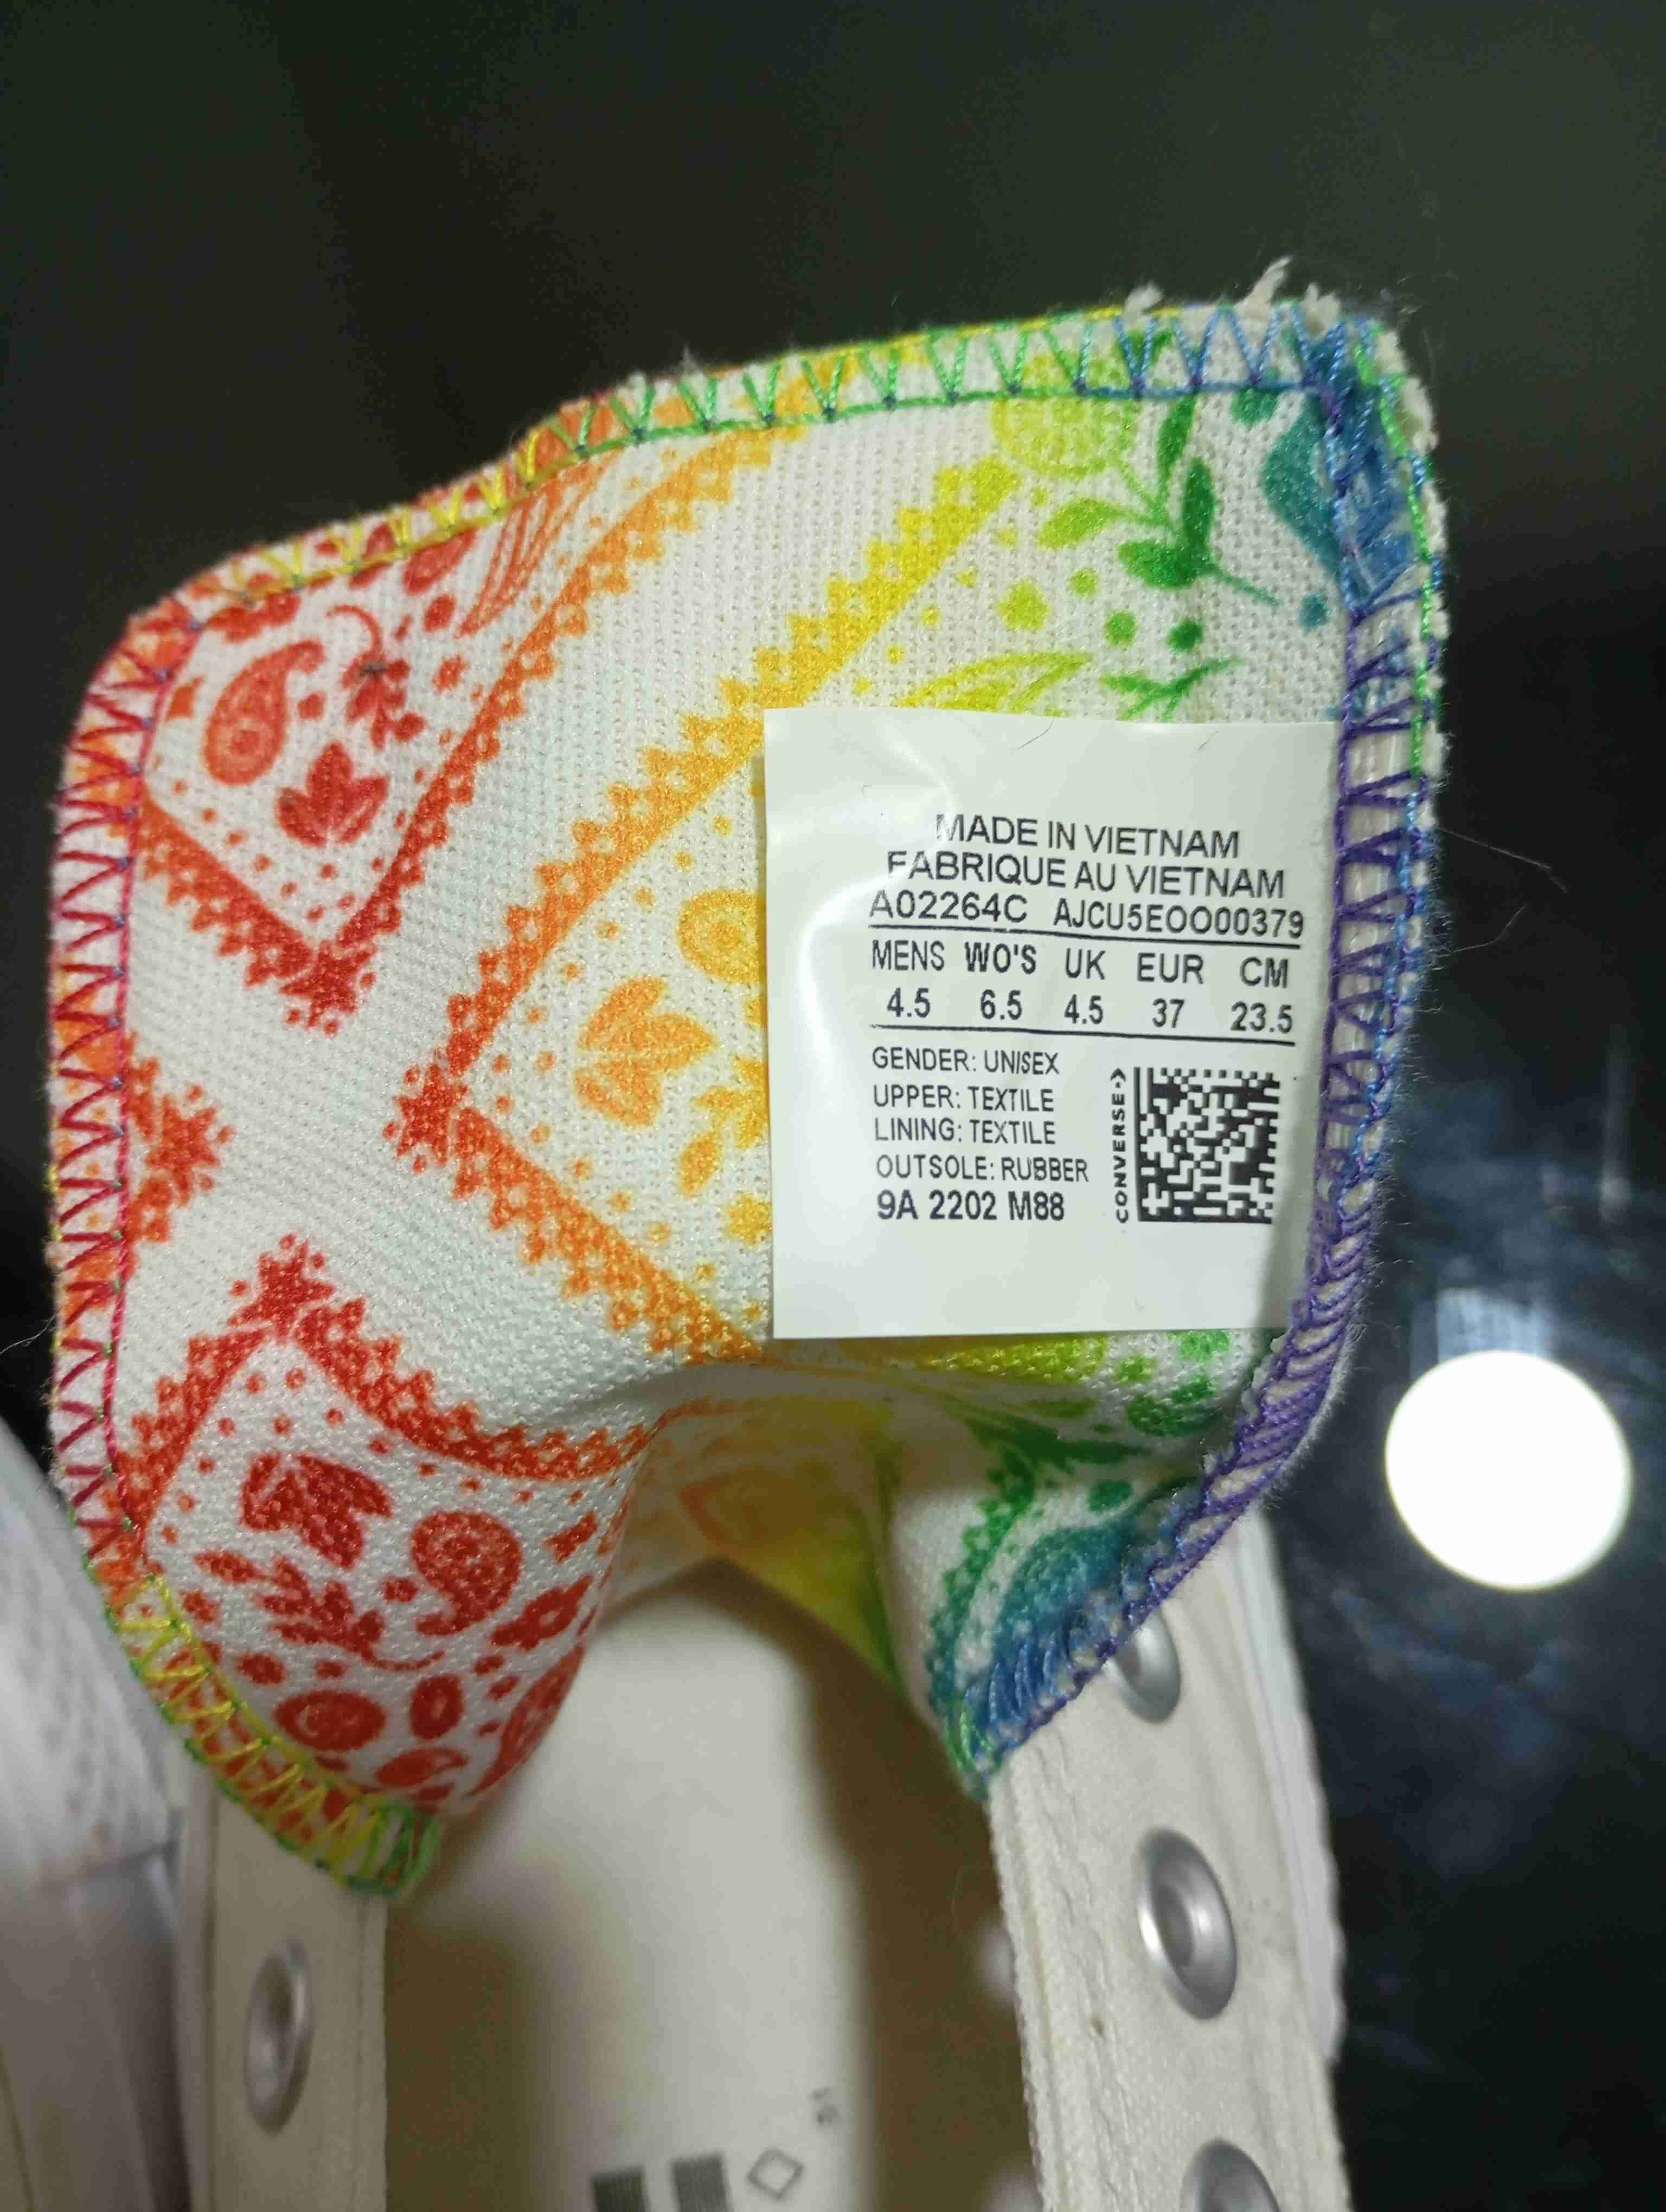 MADE IN VIETNAM
FABRIQUE AU VIETNAM
A02264C AJCU5EOO00379
MENS WO'S UK EUR CM
4.5 6.5 4.5 37 23.5
GENDER: UNISEX
UPPER: TEXTILE
LINING: TEXTILE
OUTSOLE: RUBBER
9A 2202 M88
CONVERSE